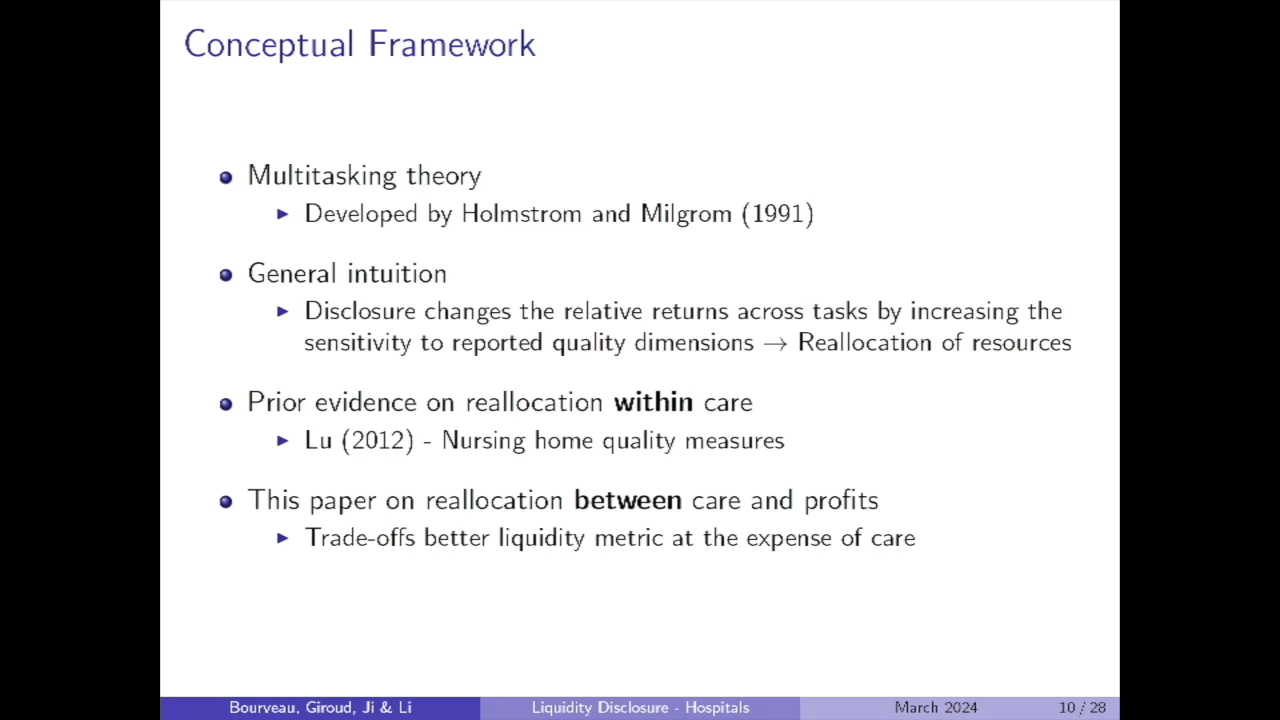 Conceptual Framework
Multitasking theory
Developed by Holmstrom and Milgrom (1991)
General intuition
Disclosure changes the relative returns across tasks by increasing the
sensitivity to reported quality dimensions → Reallocation of resources
Prior evidence on reallocation within care
Lu (2012) - Nursing home quality measures
This paper on reallocation between care and profits
Trade-offs better liquidity metric at the expense of care
Bourveau, Giroud, Ji & Li Liquidity Disclosure - Hospitals March 2024 10 / 28